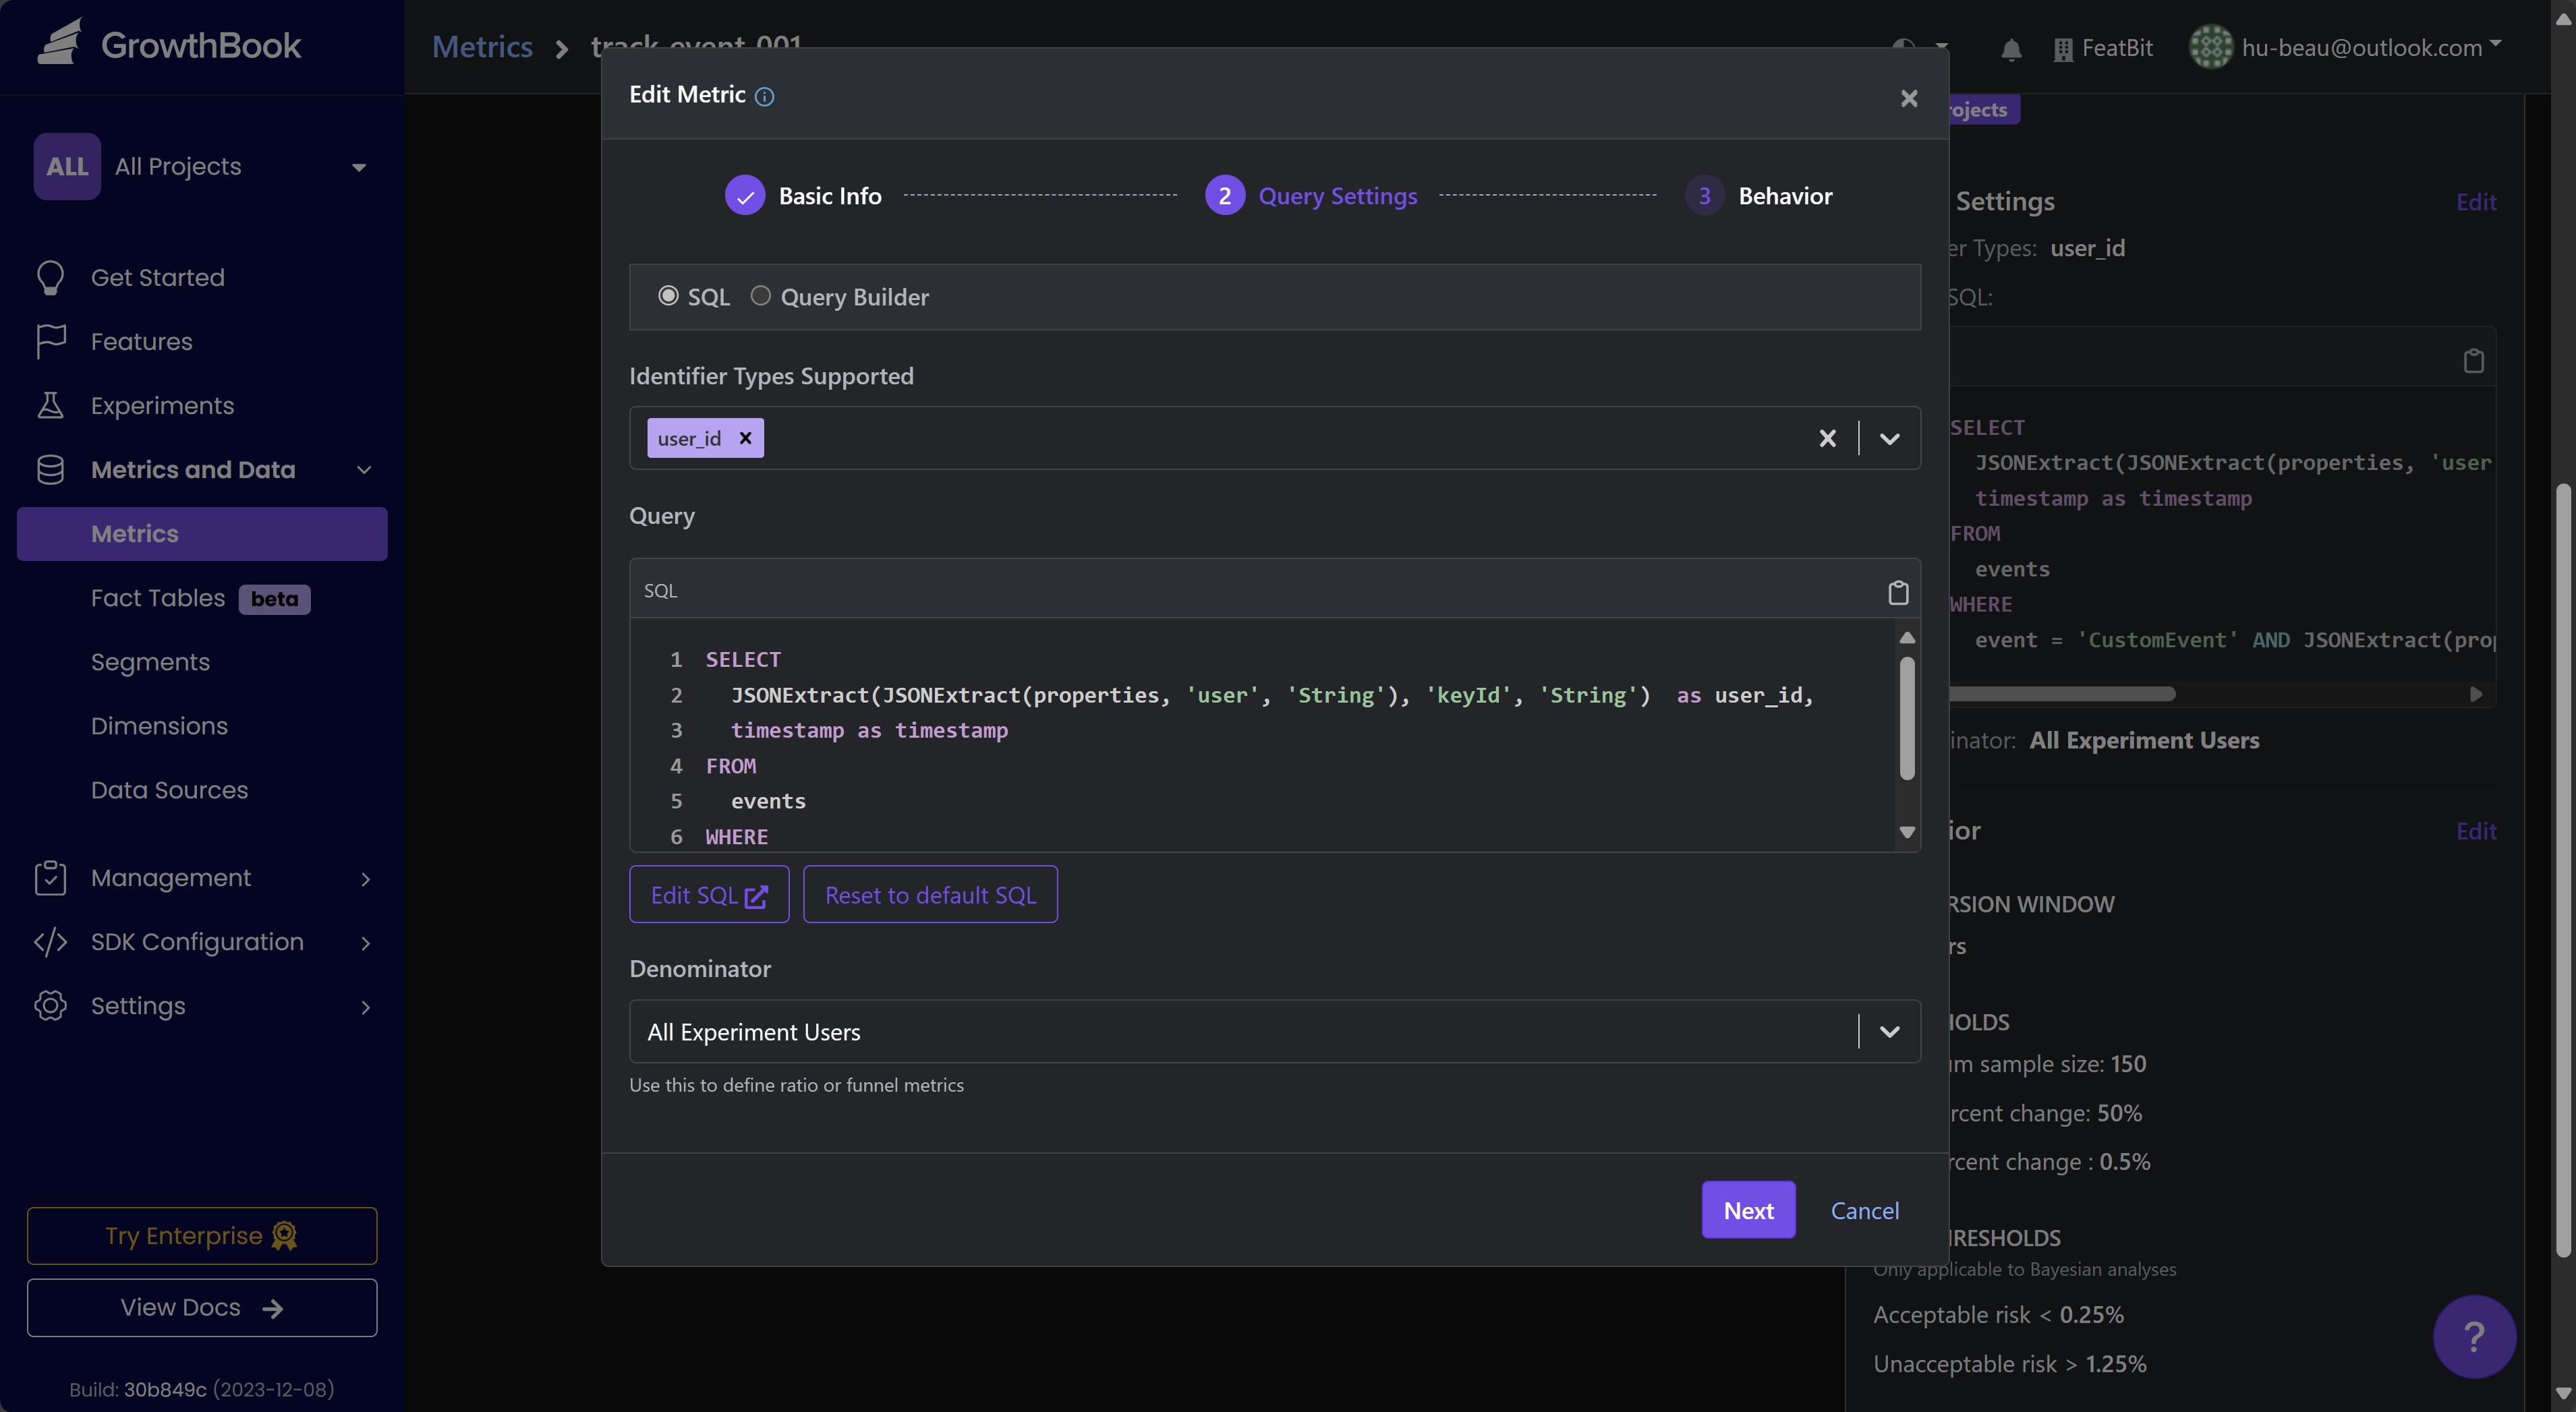 GrowthBook
Metrics > track_event_001
FeatBit
hu-beau@outlook.com
ALL All Projects
Get Started
Features
Experiments
Metrics and Data
Metrics
Fact Tables beta
Segments
Dimensions
Data Sources
Management
SDK Configuration
Settings
Try Enterprise
View Docs →
Build: 30b849c (2023-12-08)
Edit Metric
Basic Info
2 Query Settings
3 Behavior
SQL Query Builder
Identifier Types Supported
user_id ×
Query
SQL
1 SELECT
2 JSONExtract(JSONExtract(properties, 'user', 'String'), 'keyId', 'String') as user_id,
3 timestamp as timestamp
4 FROM
5 events
6 WHERE
Edit SQL
Reset to default SQL
Denominator
All Experiment Users
Use this to define ratio or funnel metrics
Next
Cancel
ojects
Settings
Edit
er Types: user_id
SQL:
SELECT
JSONExtract(JSONExtract(properties, 'user
timestamp as timestamp
FROM
events
WHERE
event = 'CustomEvent' AND JSONExtract(prop
inator: All Experiment Users
ior
Edit
RSION WINDOW
rs
OLDS
m sample size: 150
rcent change: 50%
rcent change : 0.5%
RESHOLDS
Only applicable to Bayesian analyses
Acceptable risk < 0.25%
Unacceptable risk > 1.25%
?